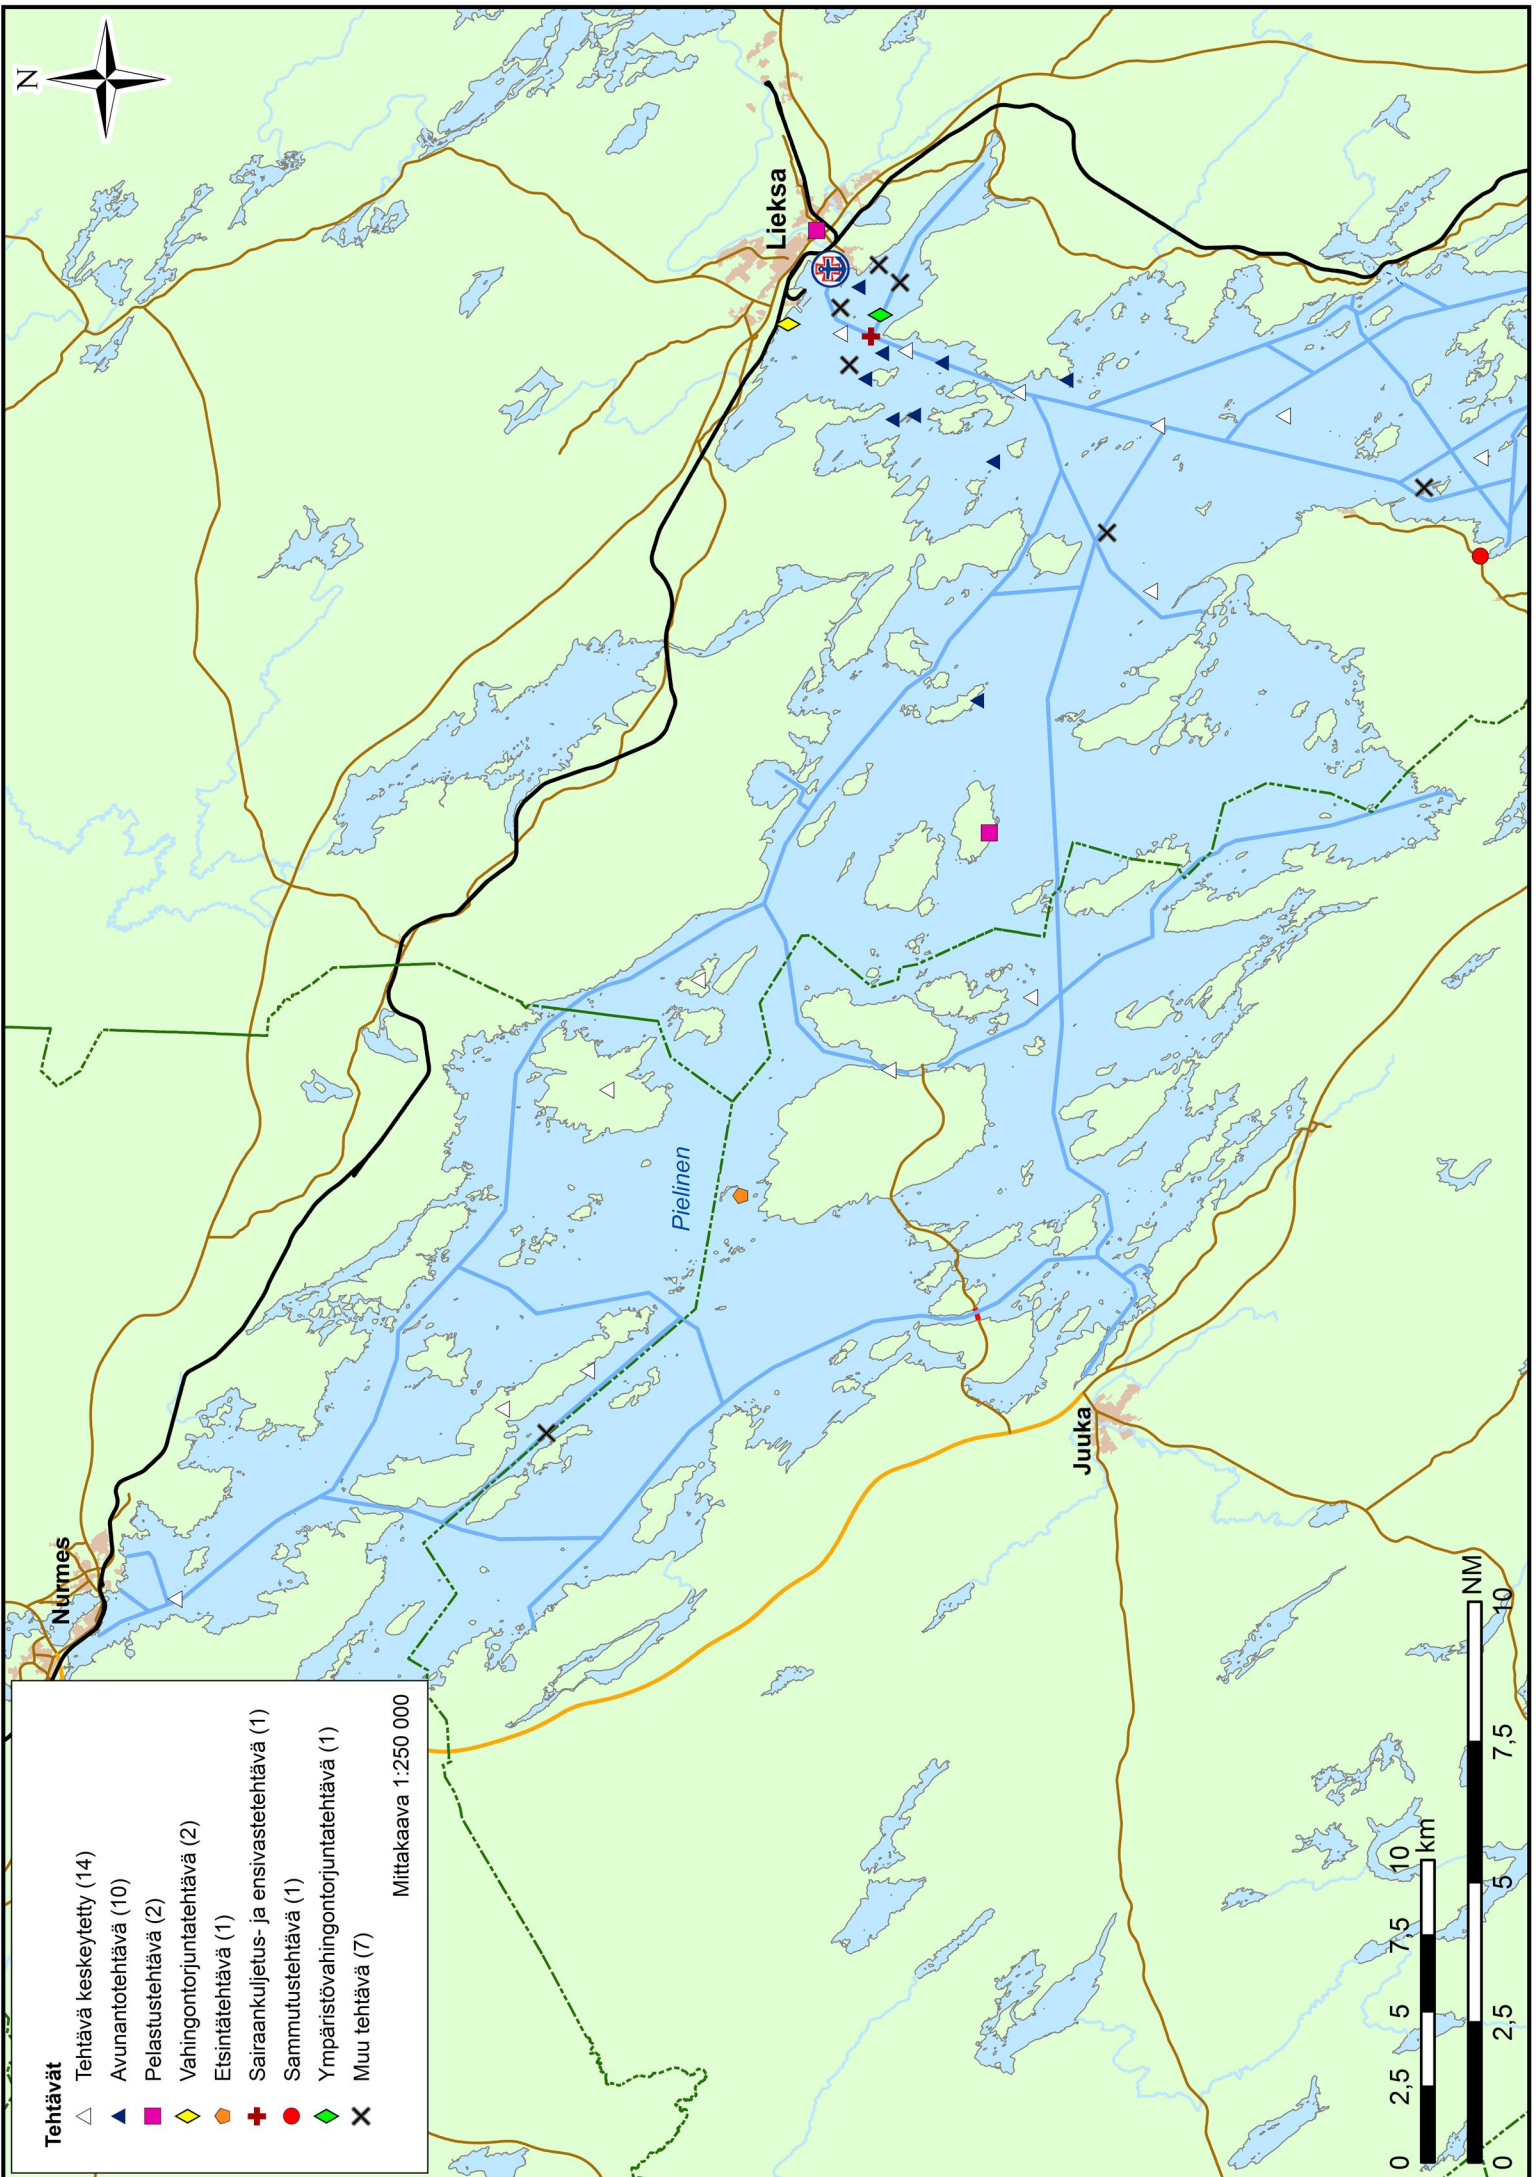 N
Nurmes
Lieksa
Pielinen
Juuka
Tehtävät
Tehtävä keskeytetty (14)
Avunantotehtävä (10)
Pelastustehtävä (2)
Vahingontorjuntatehtävä (2)
Etsintätehtävä (1)
Sairaankuljetus- ja ensivastetehtävä (1)
Sammutustehtävä (1)
Ympäristövahingontorjuntatehtävä (1)
Muu tehtävä (7)
Mittakaava 1:250 000
0 2,5 5 7,5 10
km
NM
0 2,5 5 7,5 10